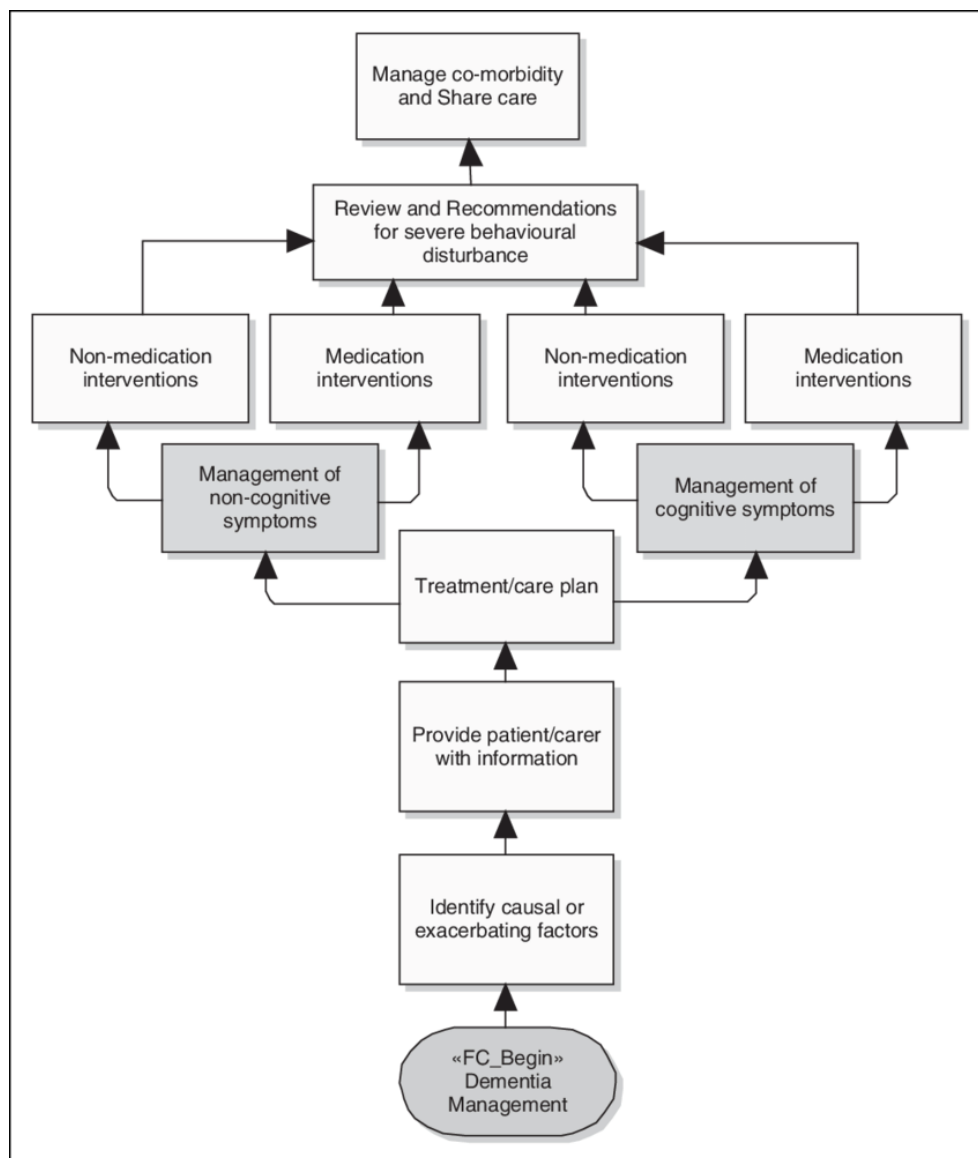 Manage co-morbidity
and Share care
Review and Recommendations
for severe behavioural
disturbance
Non-medication
interventions
Medication
interventions
Non-medication
interventions
Medication
interventions
Management of
non-cognitive
symptoms
Management of
cognitive symptoms
Treatment/care plan
Provide patient/carer
with information
Identify causal or
exacerbating factors
«FC_Begin»
Dementia
Management